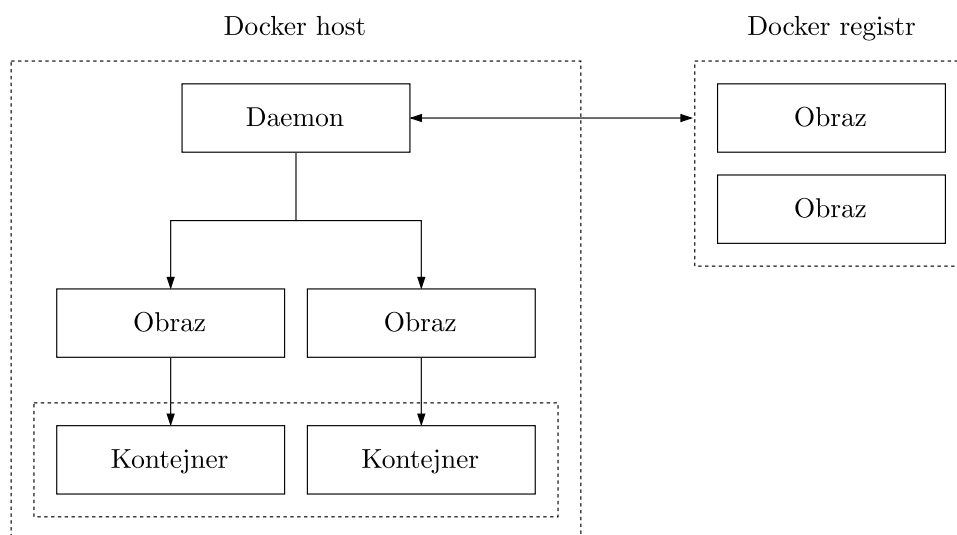 Docker host
Docker registr
Daemon
Obraz
Obraz
Obraz
Obraz
Kontejner
Kontejner